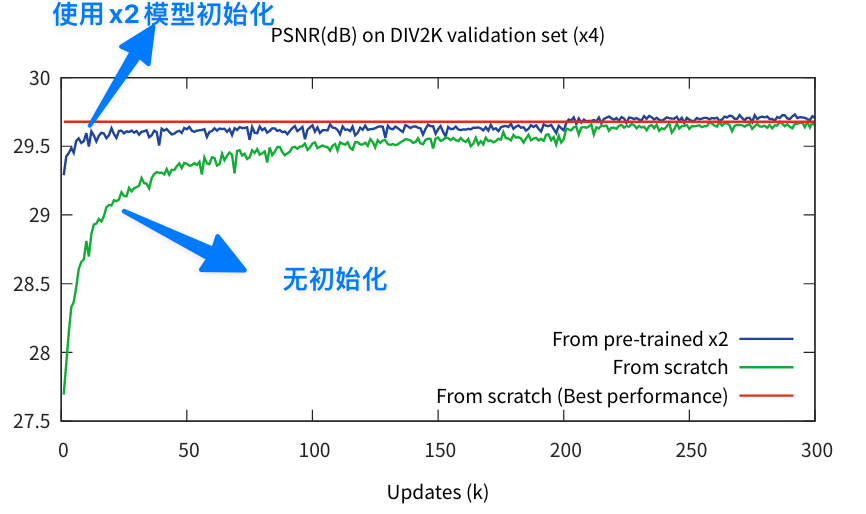 使用 x2 模型初始化
PSNR(dB) on DIV2K validation set (x4)
30
29.5
29
28.5
28
27.5
无初始化
From pre-trained x2
From scratch
From scratch (Best performance)
0 50 100 150 200 250 300
Updates (k)